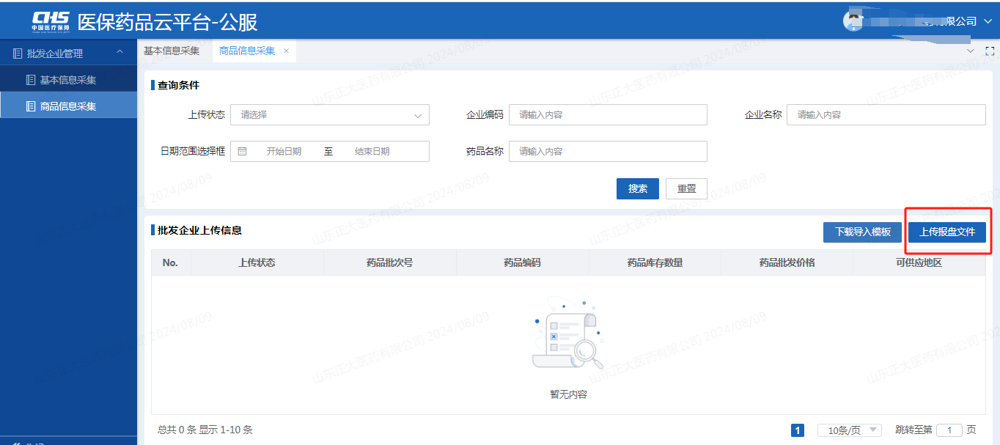 CHS 中国医疗保障 医保药品云平台-公服 限公司
批发企业管理
基本信息采集
商品信息采集
基本信息采集 商品信息采集 ×
查询条件
上传状态 请选择 企业编码 请输入内容 企业名称 请输入内容
日期范围选择框 开始日期 至 结束日期 药品名称 请输入内容
搜索 重置
批发企业上传信息 下载导入模板 上传报盘文件
No. 上传状态 药品批次号 药品编码 药品库存数量 药品批发价格 可供应地区
暂无内容
总共 0 条 显示 1-10 条 1 10条/页 跳转至第 1 页
山东正大医药有限公司 2024/08/09